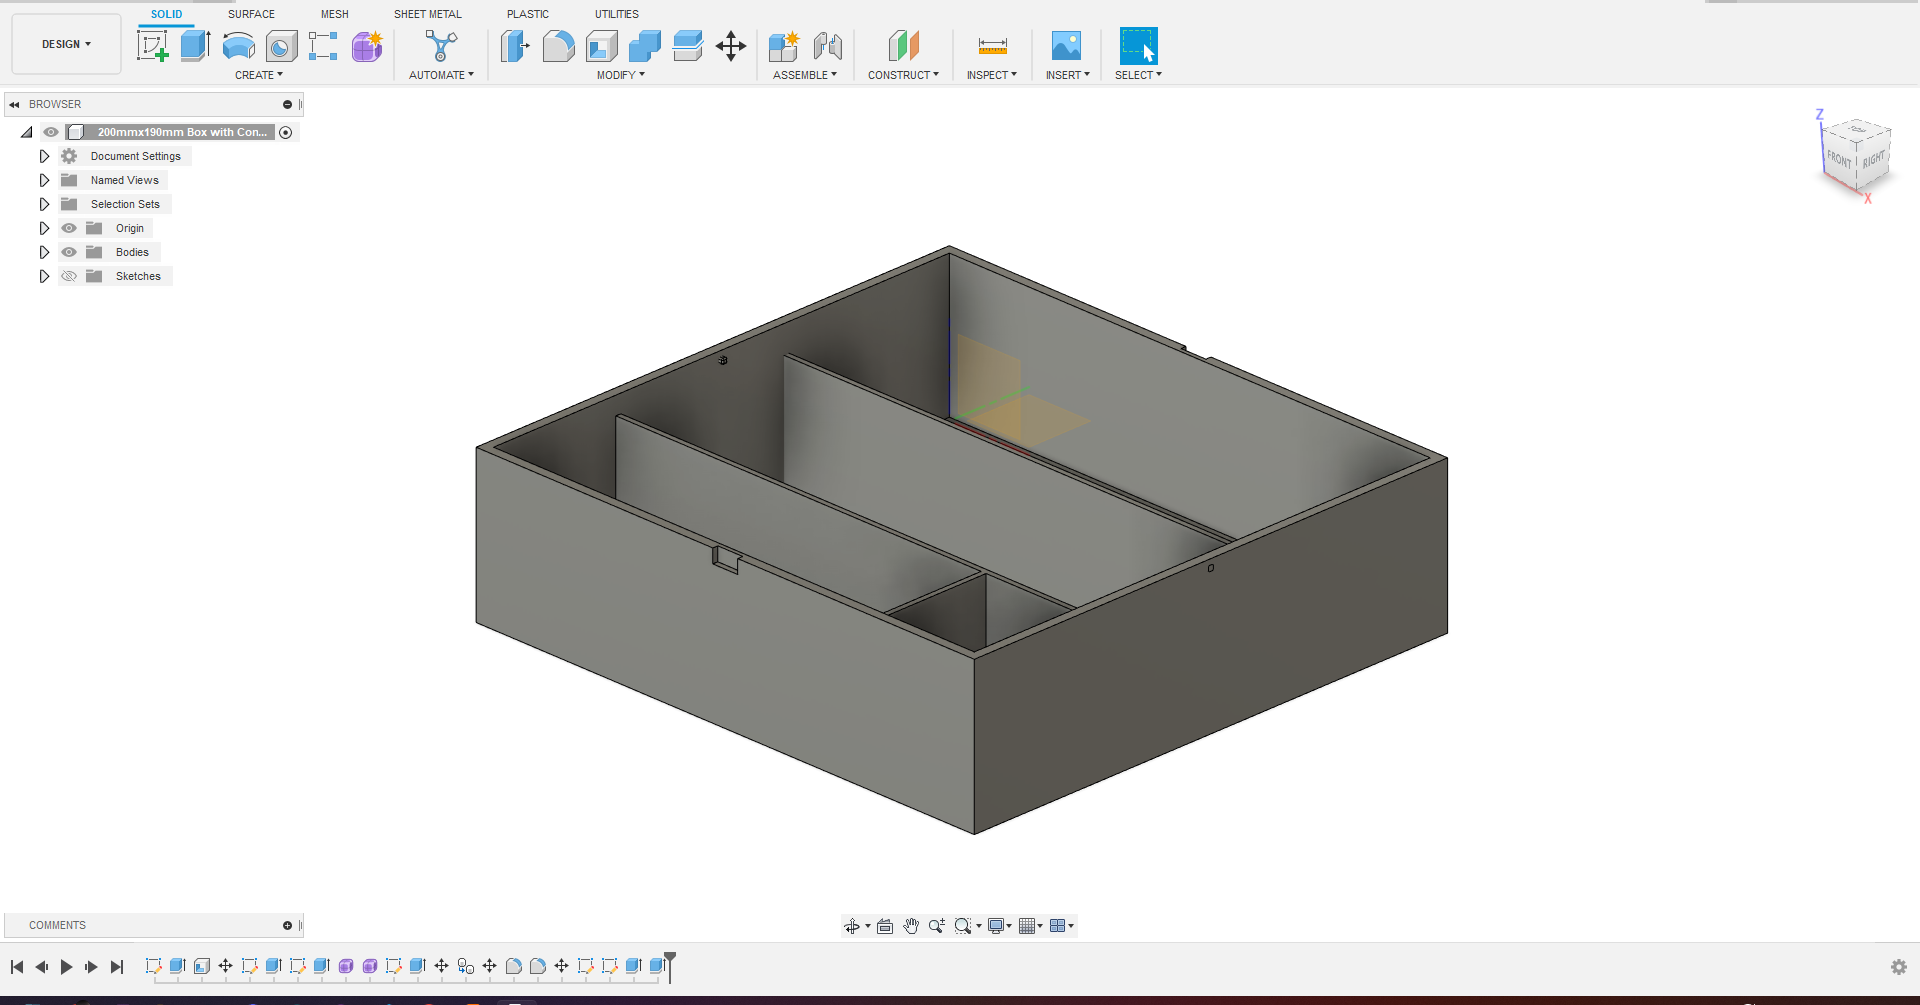 SOLID SURFACE MESH SHEET METAL PLASTIC UTILITIES
DESIGN
CREATE AUTOMATE MODIFY ASSEMBLE CONSTRUCT INSPECT INSERT SELECT
BROWSER
200mmx190mm Box with Con...
Document Settings
Named Views
Selection Sets
Origin
Bodies
Sketches
Z
FRONT RIGHT
X
COMMENTS